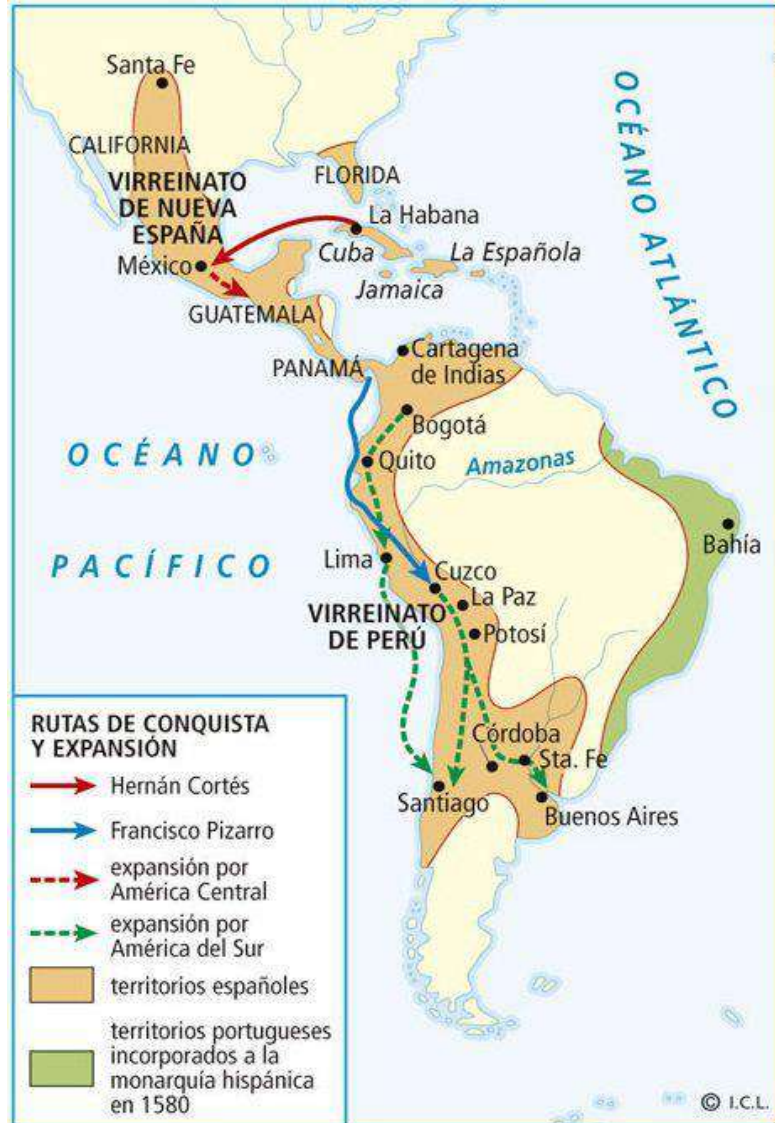 Santa Fe
CALIFORNIA
FLORIDA
VIRREINATO
DE NUEVA
ESPAÑA
La Habana
México
Cuba
La Española
Jamaica
GUATEMALA
OCÉANO ATLÁNTICO
PANAMÁ
Cartagena
de Indias
Bogotá
OCÉANO
PACÍFICO
Quito
Amazonas
Bahía
Lima
Cuzco
La Paz
VIRREINATO
DE PERÚ
Potosí
Córdoba
Sta. Fe
Santiago
Buenos Aires
RUTAS DE CONQUISTA
Y EXPANSIÓN
Hernán Cortés
Francisco Pizarro
expansión por
América Central
expansión por
América del Sur
territorios españoles
territorios portugueses
incorporados a la
monarquía hispánica
en 1580
© I.C.L.